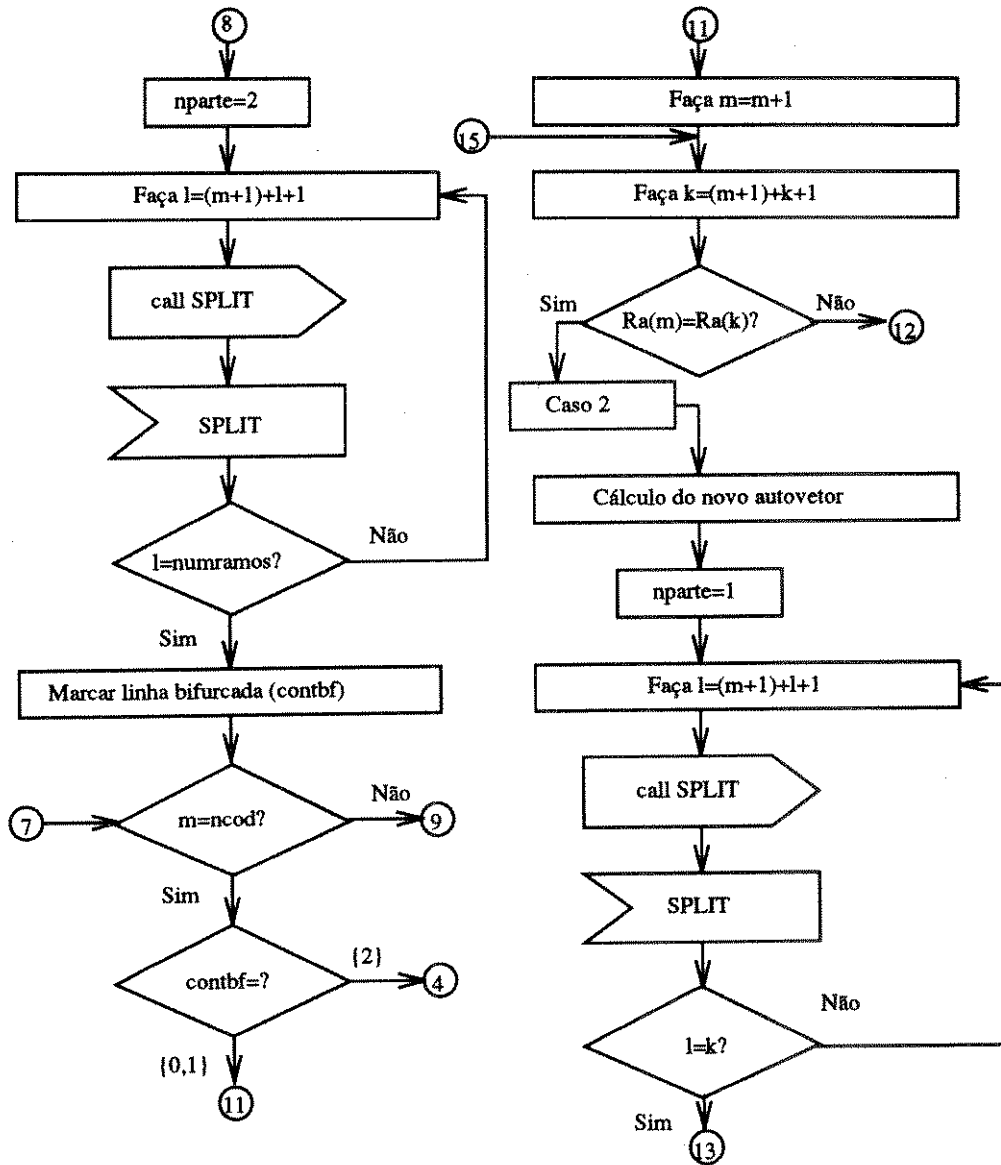 8
nparte=2
Faça l=(m+1)+l+1
call SPLIT
SPLIT
l=numramos?
Não
Sim
Marcar linha bifurcada (contbf)
7
m=ncod?
Não
9
Sim
contbf=?
{2}
4
{0,1}
11
11
Faça m=m+1
15
Faça k=(m+1)+k+1
Sim
Ra(m)=Ra(k)?
Não
12
Caso 2
Cálculo do novo autovetor
nparte=1
Faça l=(m+1)+l+1
call SPLIT
SPLIT
l=k?
Não
Sim
13